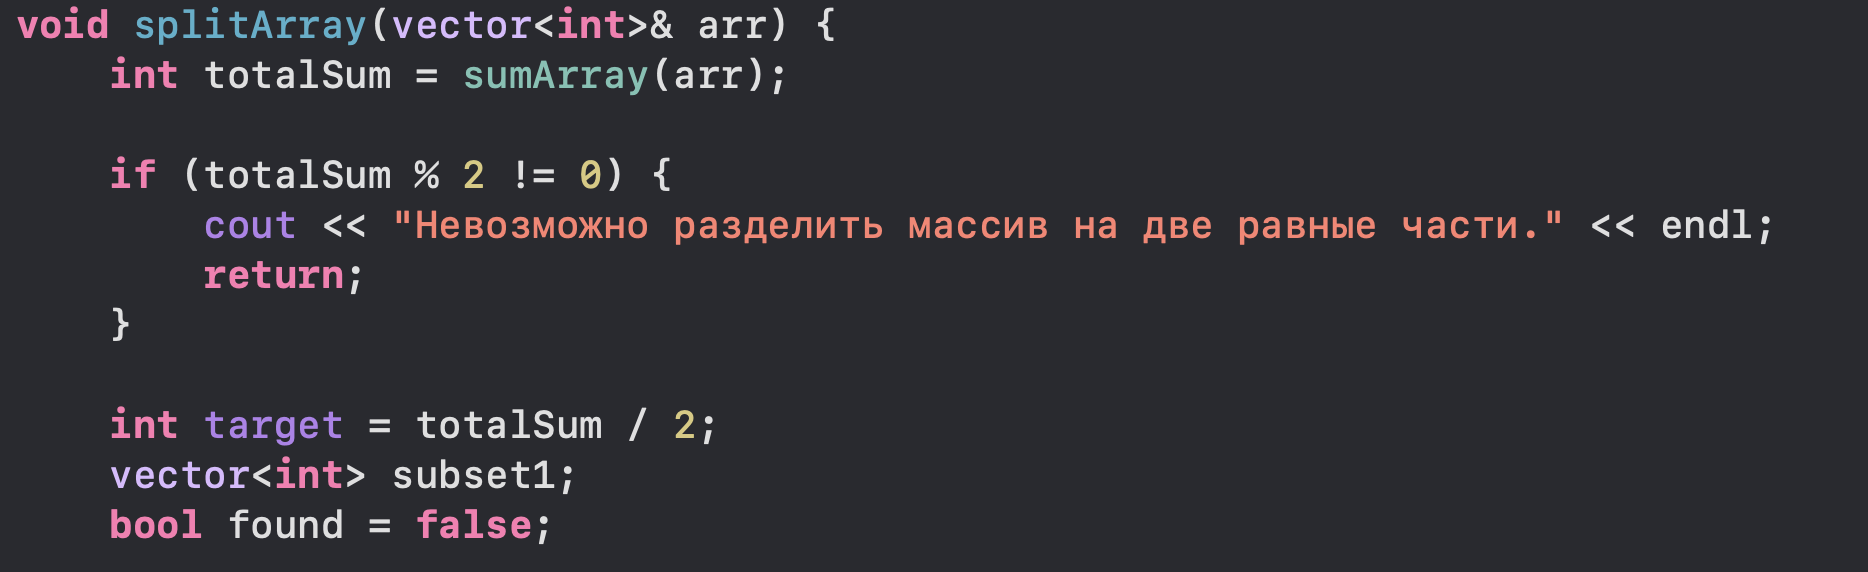 void splitArray(vector<int>& arr) {
    int totalSum = sumArray(arr);
    if (totalSum % 2 != 0) {
        cout << "Невозможно разделить массив на две равные части." << endl;
        return;
    }
    int target = totalSum / 2;
    vector<int> subset1;
    bool found = false;